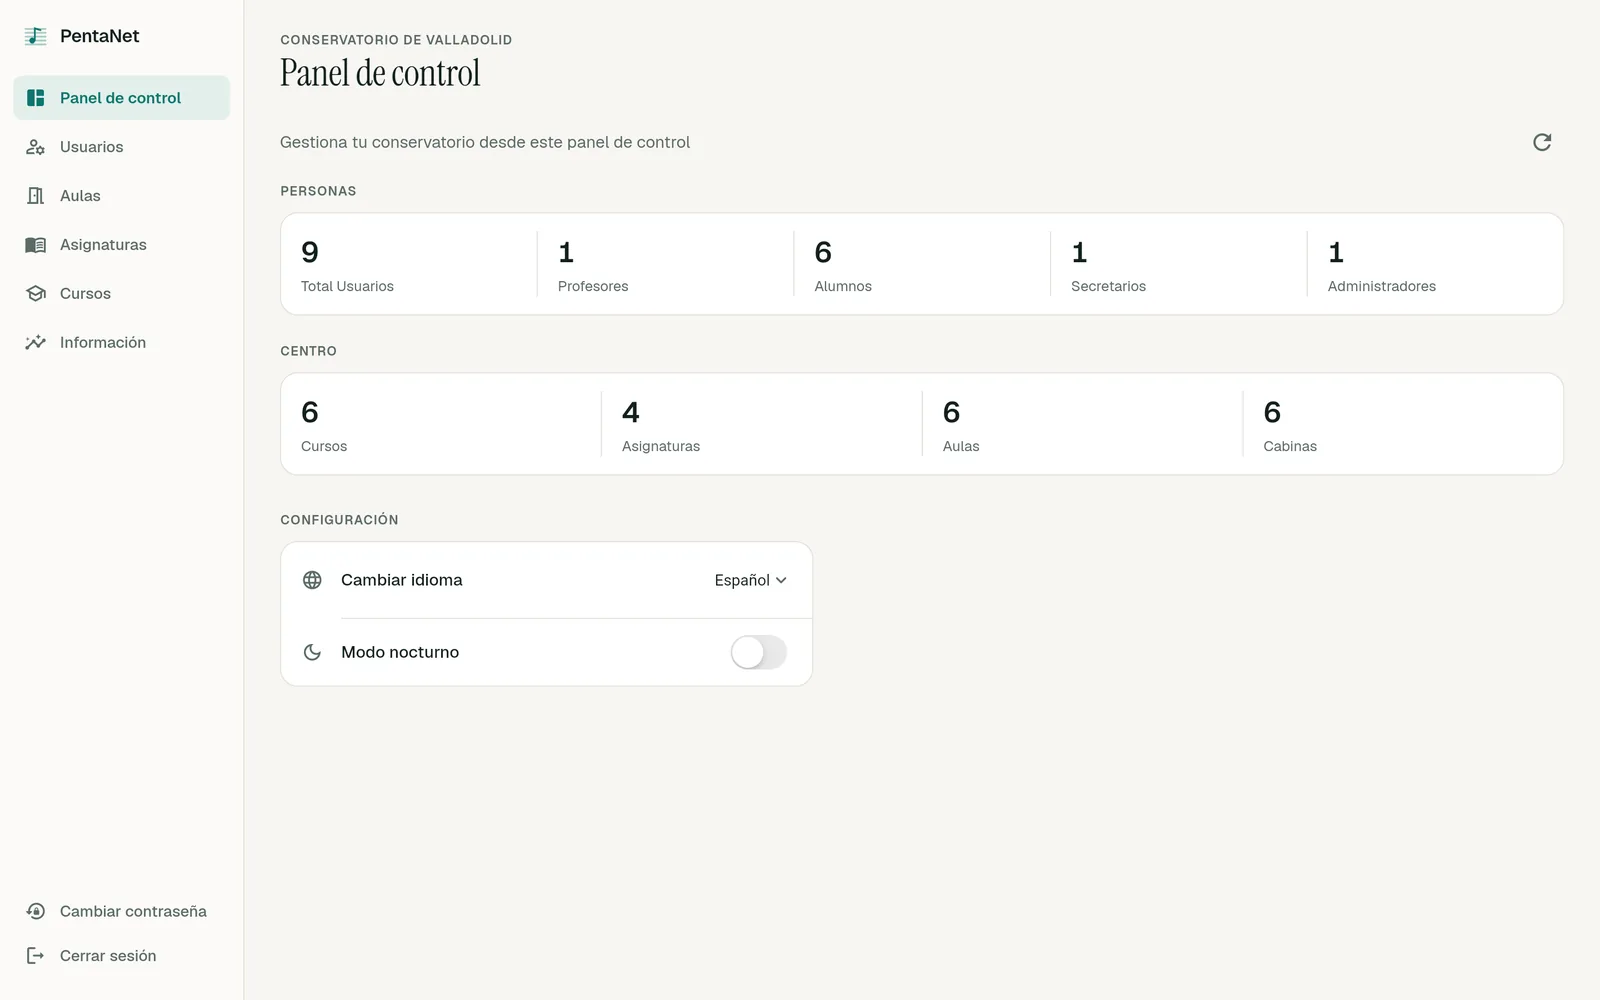 PentaNet
Panel de control
Usuarios
Aulas
Asignaturas
Cursos
Información
Cambiar contraseña
Cerrar sesión
CONSERVATORIO DE VALLADOLID
Panel de control
Gestiona tu conservatorio desde este panel de control
PERSONAS
9
Total Usuarios
1
Profesores
6
Alumnos
1
Secretarios
1
Administradores
CENTRO
6
Cursos
4
Asignaturas
6
Aulas
6
Cabinas
CONFIGURACIÓN
Cambiar idioma
Español
Modo nocturno